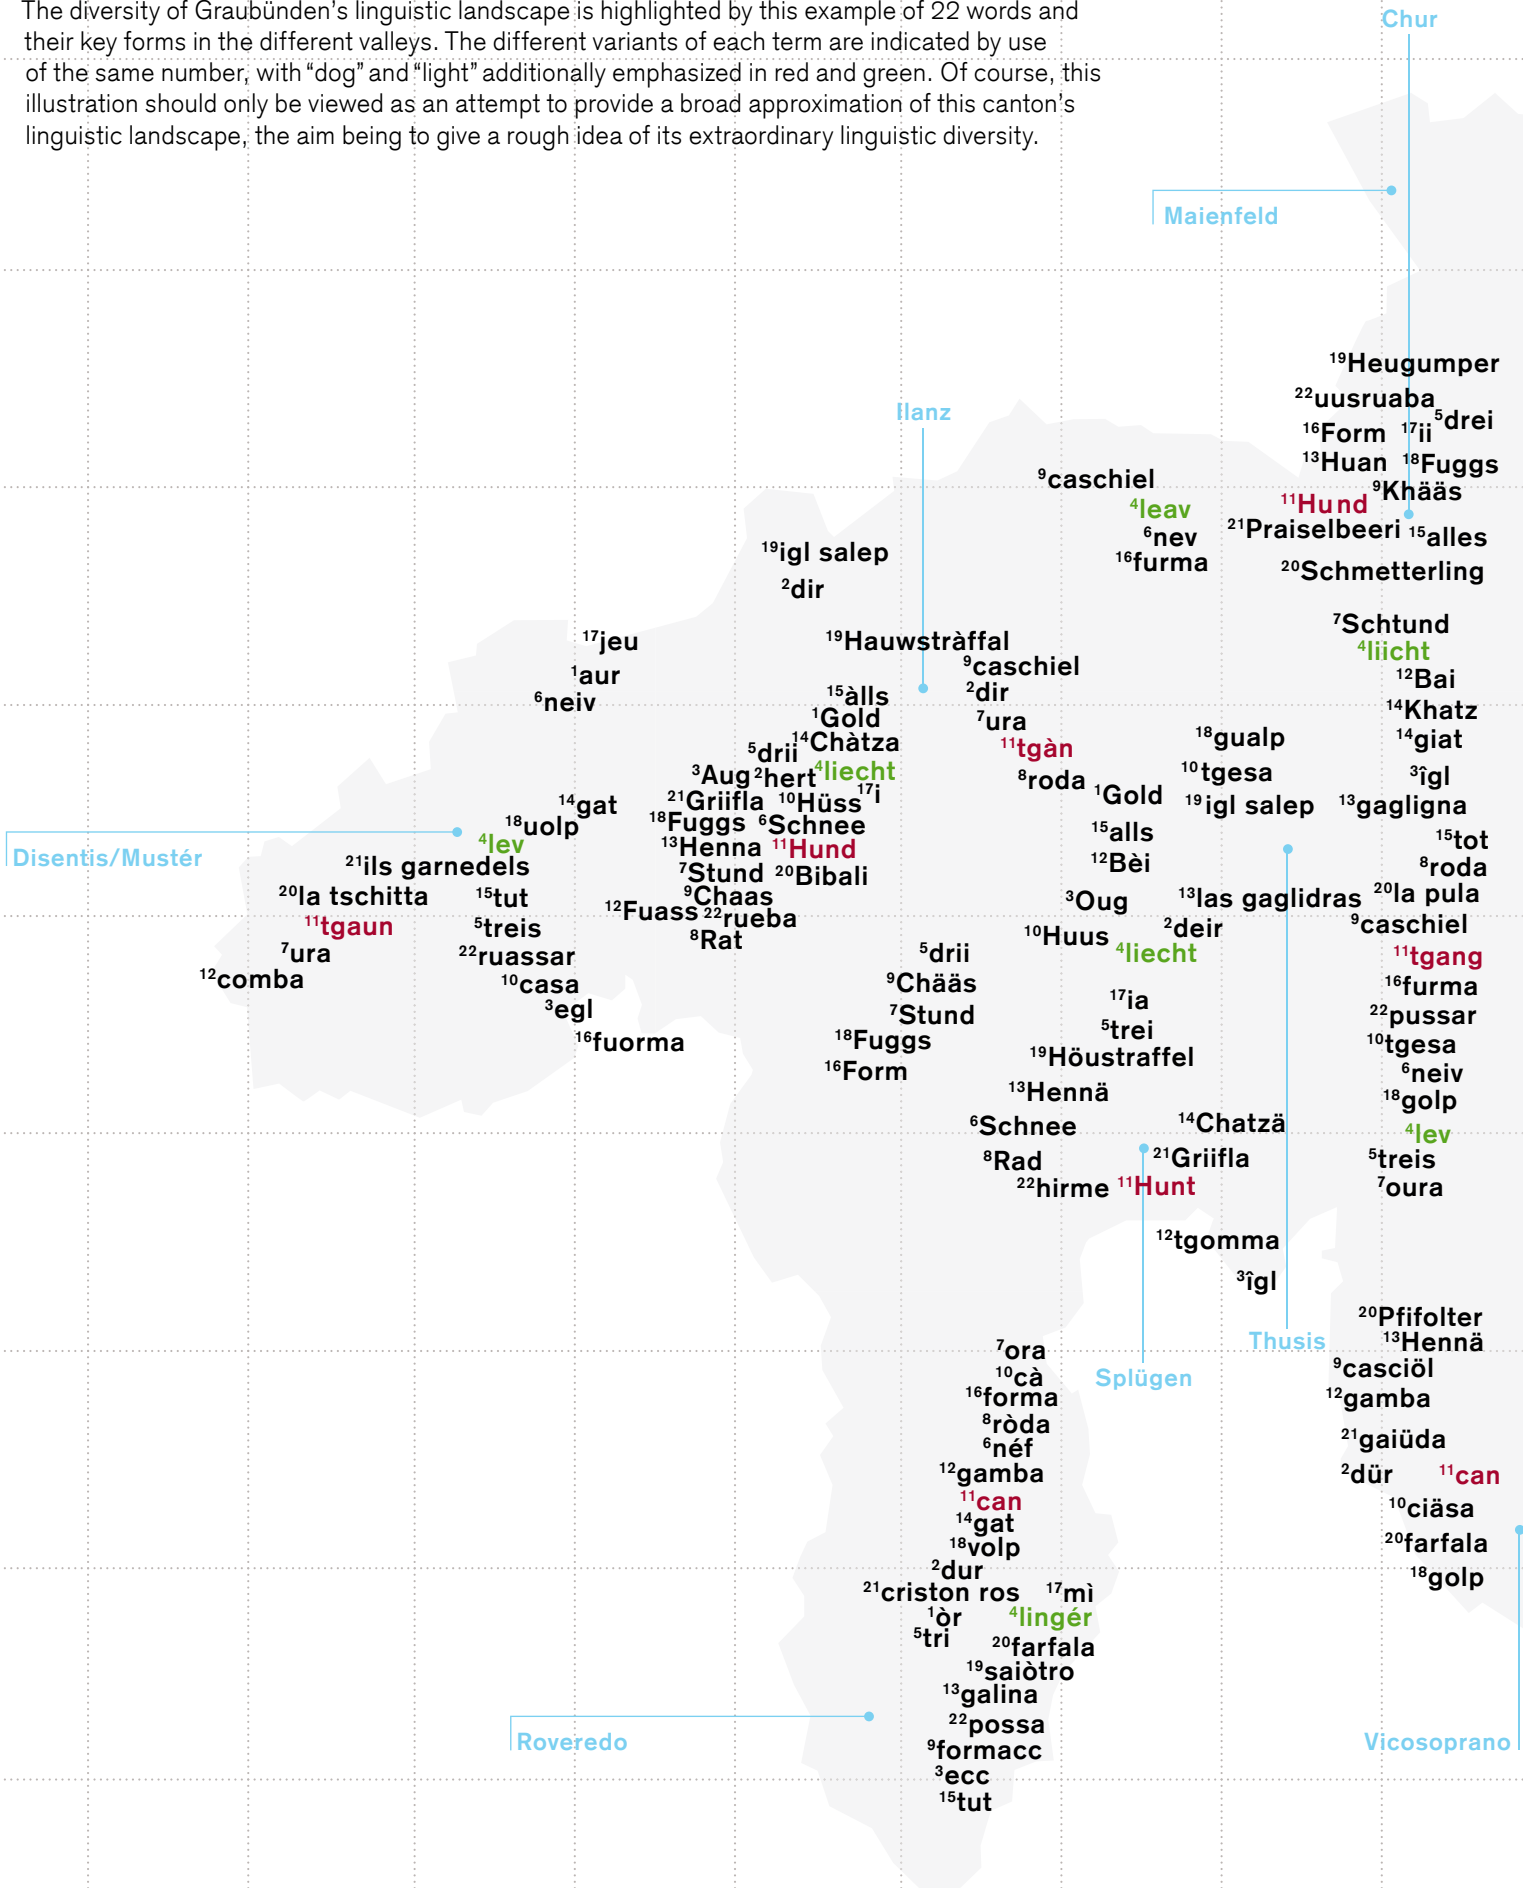 The diversity of Graubünden's linguistic landscape is highlighted by this example of 22 words and
their key forms in the different valleys. The different variants of each term are indicated by use
of the same number, with “dog” and “light” additionally emphasized in red and green. Of course, this
illustration should only be viewed as an attempt to provide a broad approximation of this canton's
linguistic landscape, the aim being to give a rough idea of its extraordinary linguistic diversity.
Chur
Maienfeld
19Heugumper
22uusruaba
5drei
16Form 17ii
13Huan 18Fuggs
9Khääs
11Hund
21Praiselbeeri 15alles
20Schmetterling
Ilanz
9caschiel
4leav
6nev
16furma
19igl salep
2dir
7Schtund
4liicht
12Bai
14Khatz
14giat
3îgl
13gagligna
15tot
8roda
20la pula
9caschiel
11tgang
16furma
22pussar
10tgesa
6neiv
18golp
4lev
5treis
7oura
17jeu
1aur
6neiv
19Hauwsträffal
9caschiel
2dir
7ura
11tgàn
8roda
15àlls
1Gold
14Chàtza
5drii
3Aug 2hert 4liecht
21Griifla 10Hüss 17i
18Fuggs 6Schnee
13Henna 11Hund
7Stund 20Bibali
9Chaas
12Fuass 22rueba
8Rat
18gualp
10tgesa
19igl salep
1Gold
15alls
12Bèi
3Oug
13las gaglidras
2deir
10Huus
4liecht
14gat
18uolp
4lev
Disentis/Mustér
21ils garnedels
20la tschitta 15tut
11tgaun 5treis
7ura 22ruassar
12comba 10casa
3egl
16fuorma
5drii
9Chääs
7Stund
18Fuggs
16Form
17ia
5trei
19Höustraffel
13Hennä
6Schnee
14Chatzä
8Rad
21Griifla
22hirme 11Hunt
12tgomma
3îgl
Thusis
Splügen
20Pfifolter
13Hennä
9casciöl
12gamba
21gaiüda
2dür 11can
10ciäsa
20farfala
18golp
7ora
10cà
16forma
8ròda
6néf
12gamba
11can
14gat
18volp
2dur
21criston ros 17mì
1òr 4lingér
5tri
20farfala
19saiòtro
13galina
22possa
9formacc
3ecc
15tut
Roveredo
Vicosoprano